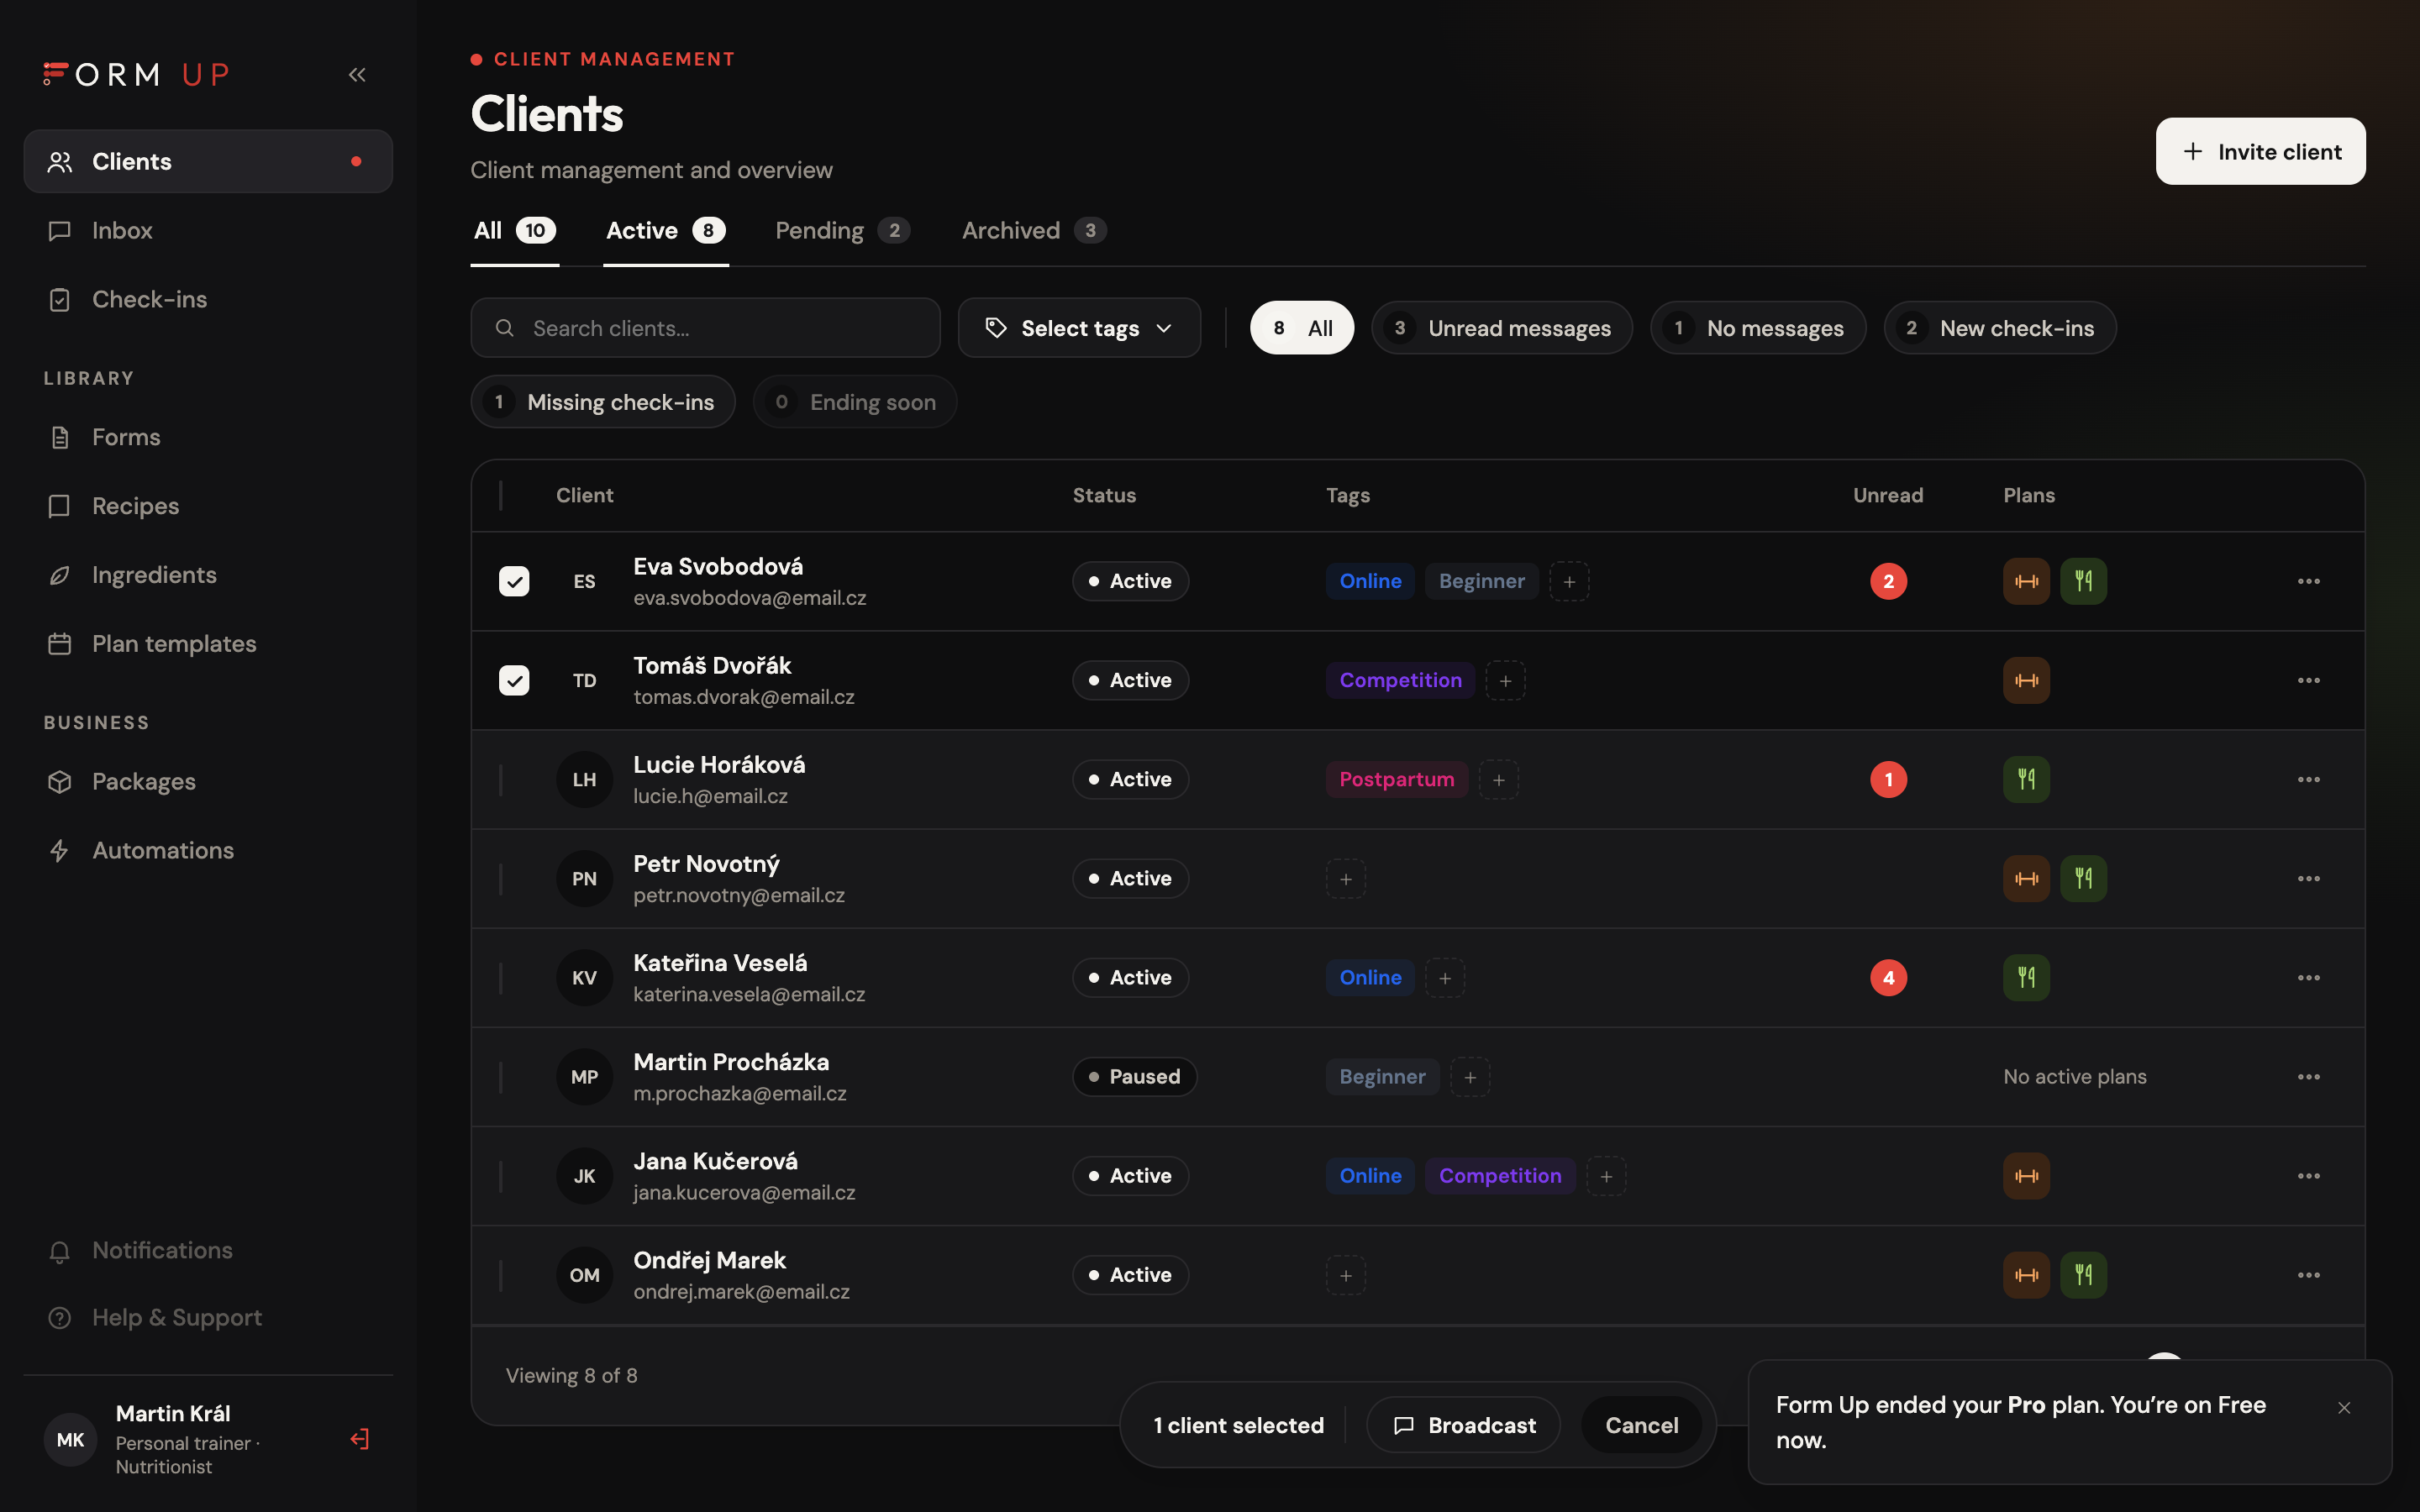 FORM UP
Clients
Inbox
Check-ins
LIBRARY
Forms
Recipes
Ingredients
Plan templates
BUSINESS
Packages
Automations
Notifications
Help & Support
MK
Martin Král
Personal trainer ·
Nutritionist
CLIENT MANAGEMENT
Clients
Client management and overview
+ Invite client
All 10 Active 8 Pending 2 Archived 3
Search clients... Select tags 8 All 3 Unread messages 1 No messages 2 New check-ins
1 Missing check-ins 0 Ending soon
Client Status Tags Unread Plans
ES Eva Svobodová Active Online Beginner + 2
eva.svobodova@email.cz
TD Tomáš Dvořák Active Competition +
tomas.dvorak@email.cz
LH Lucie Horáková Active Postpartum + 1
lucie.h@email.cz
PN Petr Novotný Active +
petr.novotny@email.cz
KV Kateřina Veselá Active Online + 4
katerina.vesela@email.cz
MP Martin Procházka Paused Beginner + No active plans
m.prochazka@email.cz
JK Jana Kučerová Active Online Competition +
jana.kucerova@email.cz
OM Ondřej Marek Active +
ondrej.marek@email.cz
Viewing 8 of 8
1 client selected Broadcast Cancel
Form Up ended your Pro plan. You’re on Free
now.